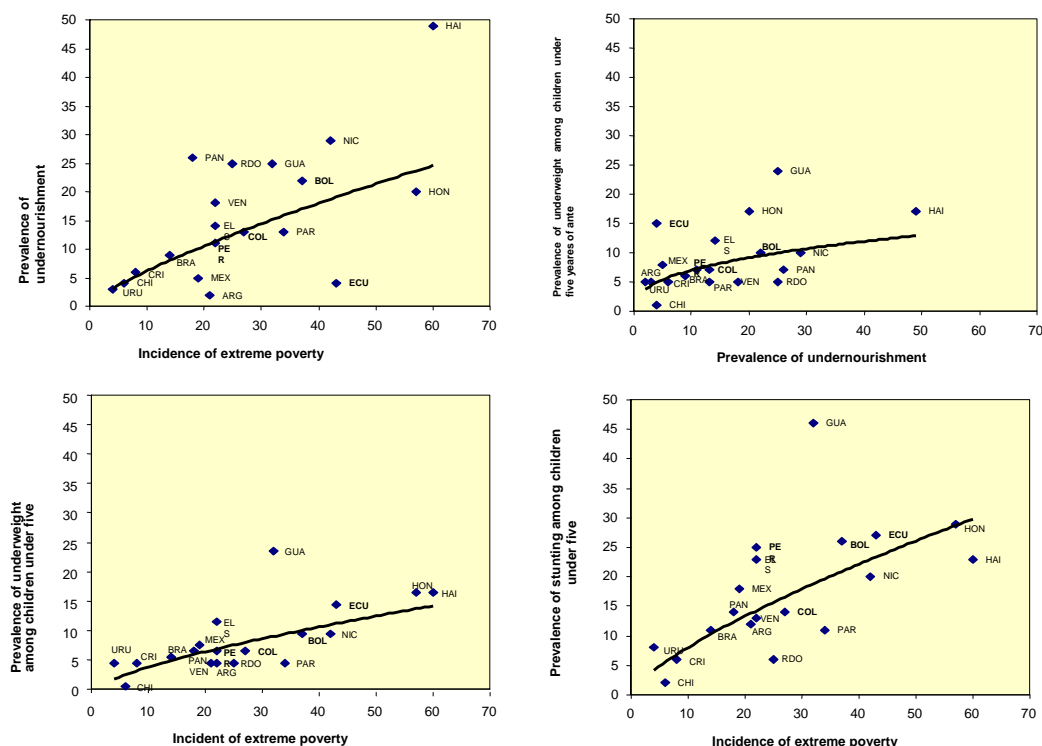 50
45
40
35
30
25
20
15
10
5
0
Prevalence of
undernourishment
HAI
NIC
PAN
RDO
GUA
BOL
HON
VEN
EL
S
COL
PAR
PE
R
BRA
CRI
MEX
CHI
ECU
URU
ARG
0 10 20 30 40 50 60 70
Incidence of extreme poverty
50
45
40
35
30
25
20
15
10
5
0
Prevalence of underweight among children under
five yeares of ante
GUA
HON
HAI
ECU
EL
S
BOL
NIC
MEX
PE
R
COL
PAN
ARG
URU
CRI
BRA
PAR
VEN
RDO
CHI
0 10 20 30 40 50 60 70
Prevalence of undernourishment
50
45
40
35
30
25
20
15
10
5
0
Prevalence of underweight
among children under five
GUA
HON
HAI
ECU
EL
S
NIC
BOL
URU
CRI
BRA
MEX
PAN
PE
R
COL
VEN
ARG
RDO
PAR
CHI
0 10 20 30 40 50 60 70
Incident of extreme poverty
50
45
40
35
30
25
20
15
10
5
0
Prevalence of stunting among children
under five
GUA
HON
ECU
BOL
PE
R
EL
S
HAI
NIC
MEX
PAN
VEN
COL
ARG
BRA
PAR
URU
CRI
RDO
CHI
0 10 20 30 40 50 60 70
Incidence of extreme poverty